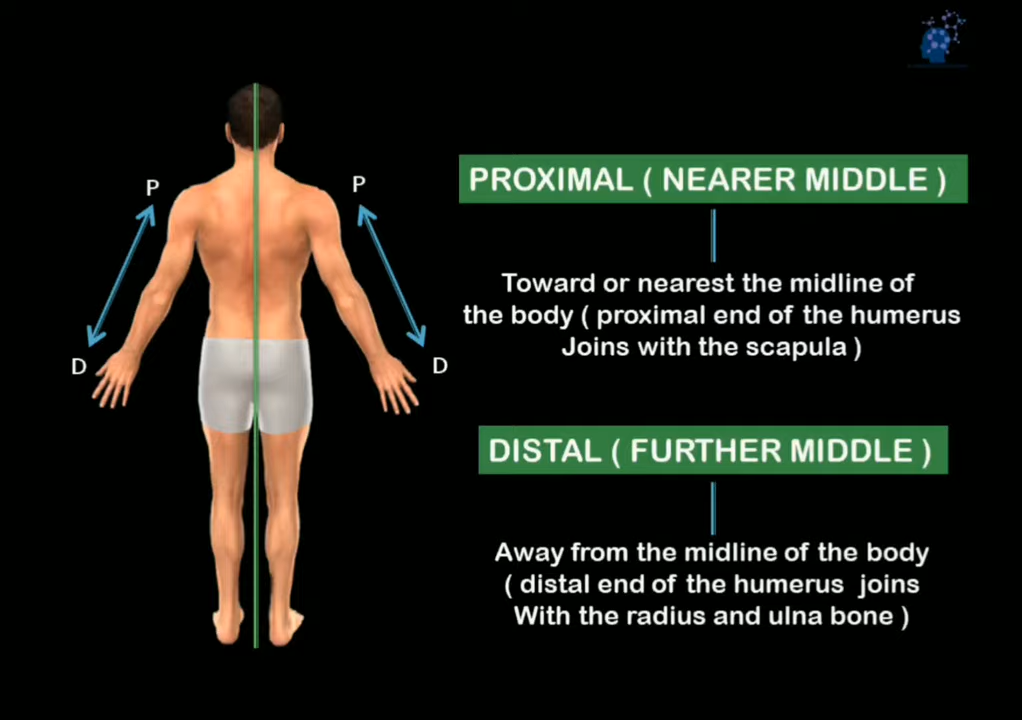 P
P
D
D
PROXIMAL ( NEARER MIDDLE )
Toward or nearest the midline of
the body ( proximal end of the humerus
Joins with the scapula )
DISTAL ( FURTHER MIDDLE )
Away from the midline of the body
( distal end of the humerus joins
With the radius and ulna bone )